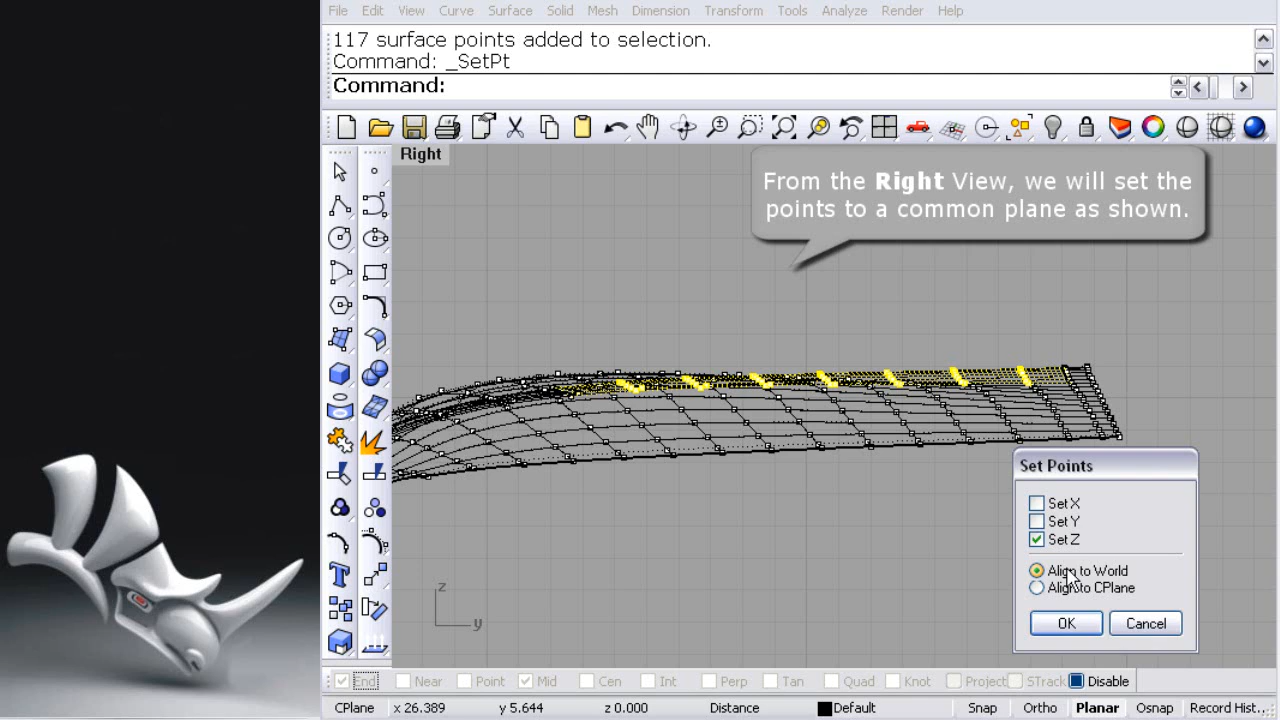 File Edit View Curve Surface Solid Mesh Dimension Transform Tools Analyze Render Help
117 surface points added to selection.
Command: _SetPt
Command:
Right
From the Right View, we will set the
points to a common plane as shown.
Set Points
Set X
Set Y
Set Z
Align to World
Align to CPlane
OK Cancel
z
y
End Near Point Mid Cen Int Perp Tan Quad Knot Project STrack Disable
CPlane x 26.389 y 5.644 z 0.000 Distance Default Snap Ortho Planar Osnap Record Hist...